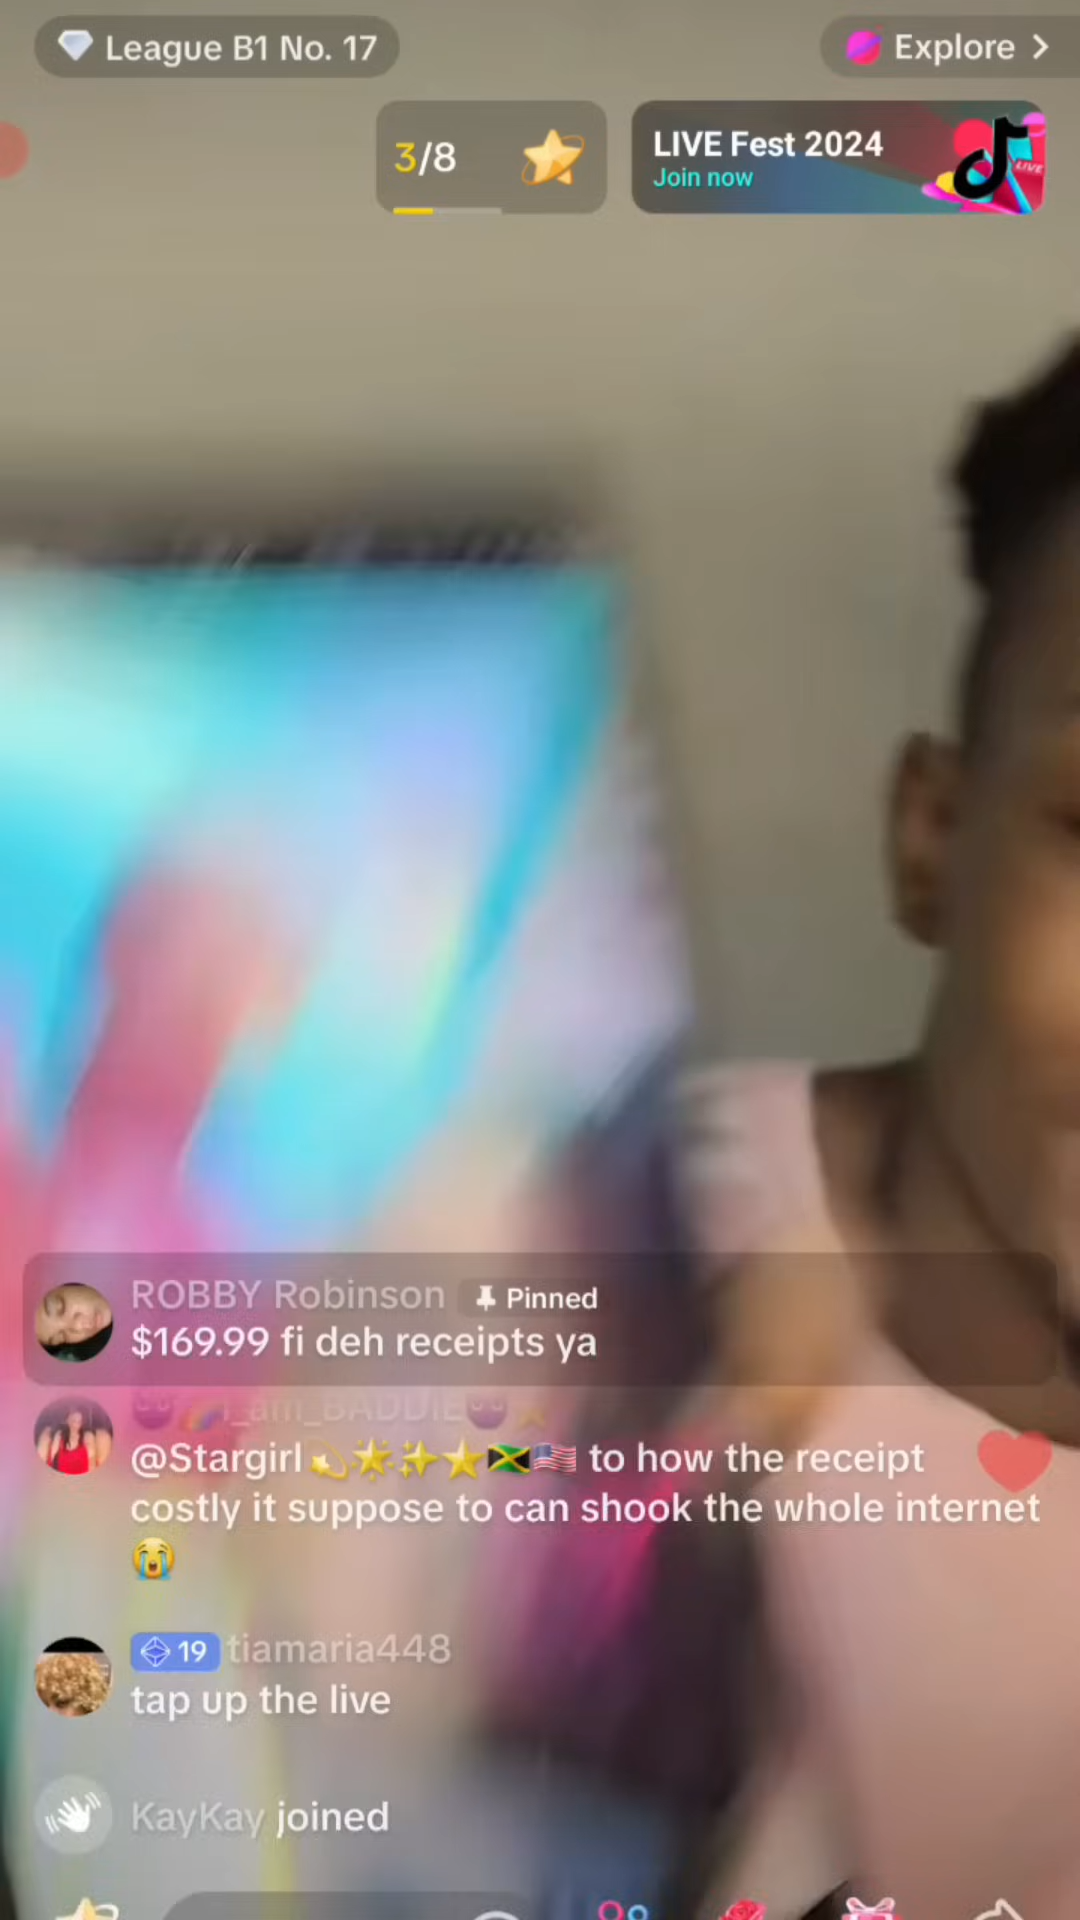 League B1 No. 17
Explore
3/8
LIVE Fest 2024
Join now
LIVE
ROBBY Robinson Pinned
$169.99 fi deh receipts ya
😈🌈i_am_BADDIE😈⭐
@Stargirl💫🌟✨⭐🇯🇲🇺🇸 to how the receipt
costly it suppose to can shook the whole internet
😭
19 tiamaria448
tap up the live
KayKay joined